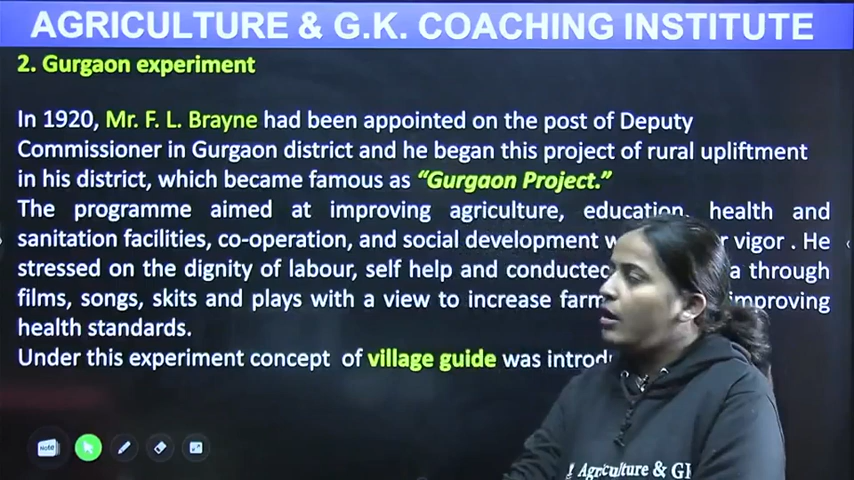 AGRICULTURE & G.K. COACHING INSTITUTE
2. Gurgaon experiment
In 1920, Mr. F. L. Brayne had been appointed on the post of Deputy
Commissioner in Gurgaon district and he began this project of rural upliftment
in his district, which became famous as “Gurgaon Project.”
The programme aimed at improving agriculture, education, health and
sanitation facilities, co-operation, and social development vigor . He
stressed on the dignity of labour, self help and conducted through
films, songs, skits and plays with a view to increase improving
health standards.
Under this experiment concept of village guide was
Note
Agriculture &